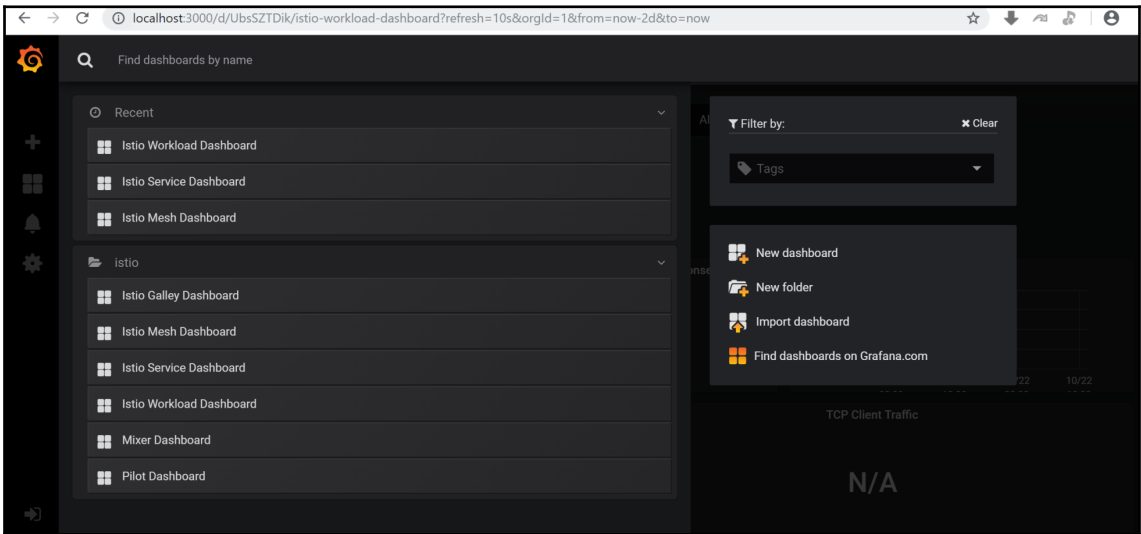 localhost:3000/d/UbsSZTDik/istio-workload-dashboard?refresh=10s&orgId=1&from=now-2d&to=now
Find dashboards by name
Recent
Istio Workload Dashboard
Istio Service Dashboard
Istio Mesh Dashboard
istio
Istio Galley Dashboard
Istio Mesh Dashboard
Istio Service Dashboard
Istio Workload Dashboard
Mixer Dashboard
Pilot Dashboard
Filter by:
Clear
Tags
New dashboard
New folder
Import dashboard
Find dashboards on Grafana.com
10/22
TCP Client Traffic
N/A